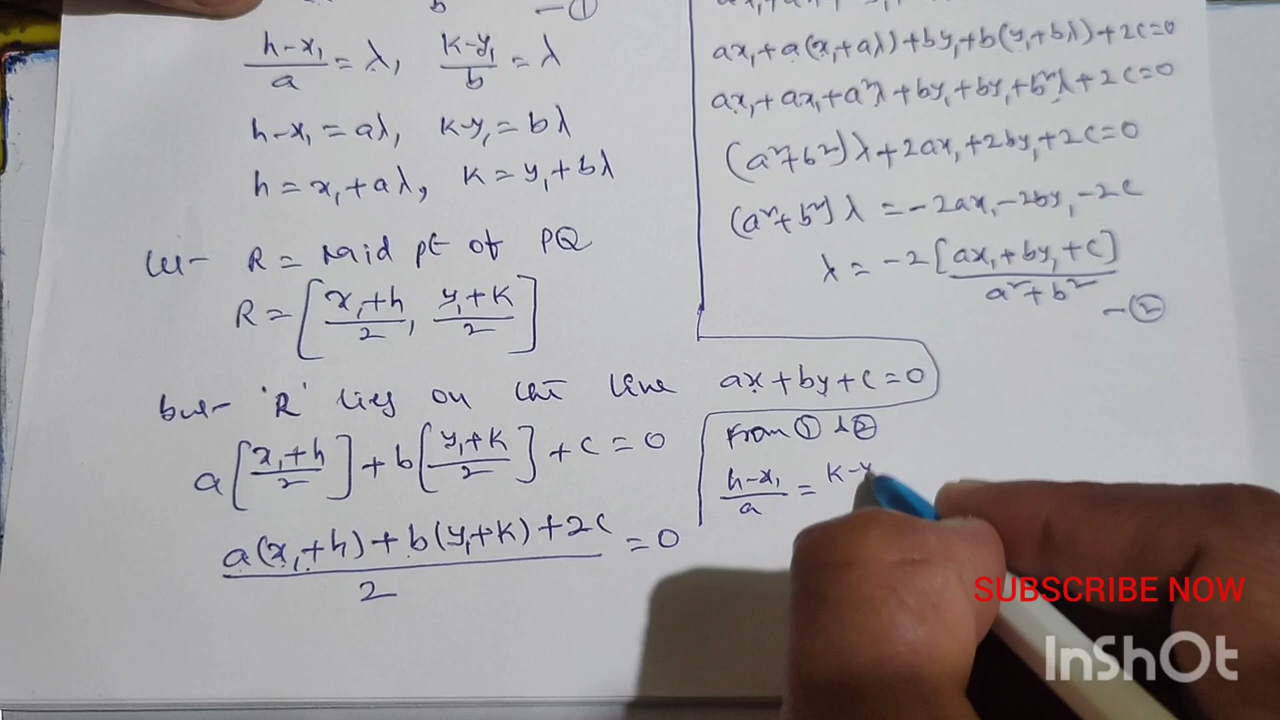 b —①
h-x₁/a = λ, k-y₁/b = λ
h-x₁ = aλ, k-y₁ = bλ
h = x₁+aλ, k = y₁+bλ
let R = mid pt of PQ
R = [x₁+h/2, y₁+k/2]
but 'R' lies on the line ax+by+c=0
a[x₁+h/2] + b[y₁+k/2] + c = 0
a(x₁+h)+b(y₁+k)+2c/2 = 0
ax₁+a(x₁+aλ)+by₁+b(y₁+bλ)+2c=0
ax₁+ax₁+a²λ+by₁+by₁+b²λ+2c=0
(a²+b²)λ+2ax₁+2by₁+2c=0
(a²+b²)λ = -2ax₁-2by₁-2c
λ = -2[ax₁+by₁+c]/a²+b² —②
From ① & ②
h-x₁/a = k-y
SUBSCRIBE NOW
InShOt